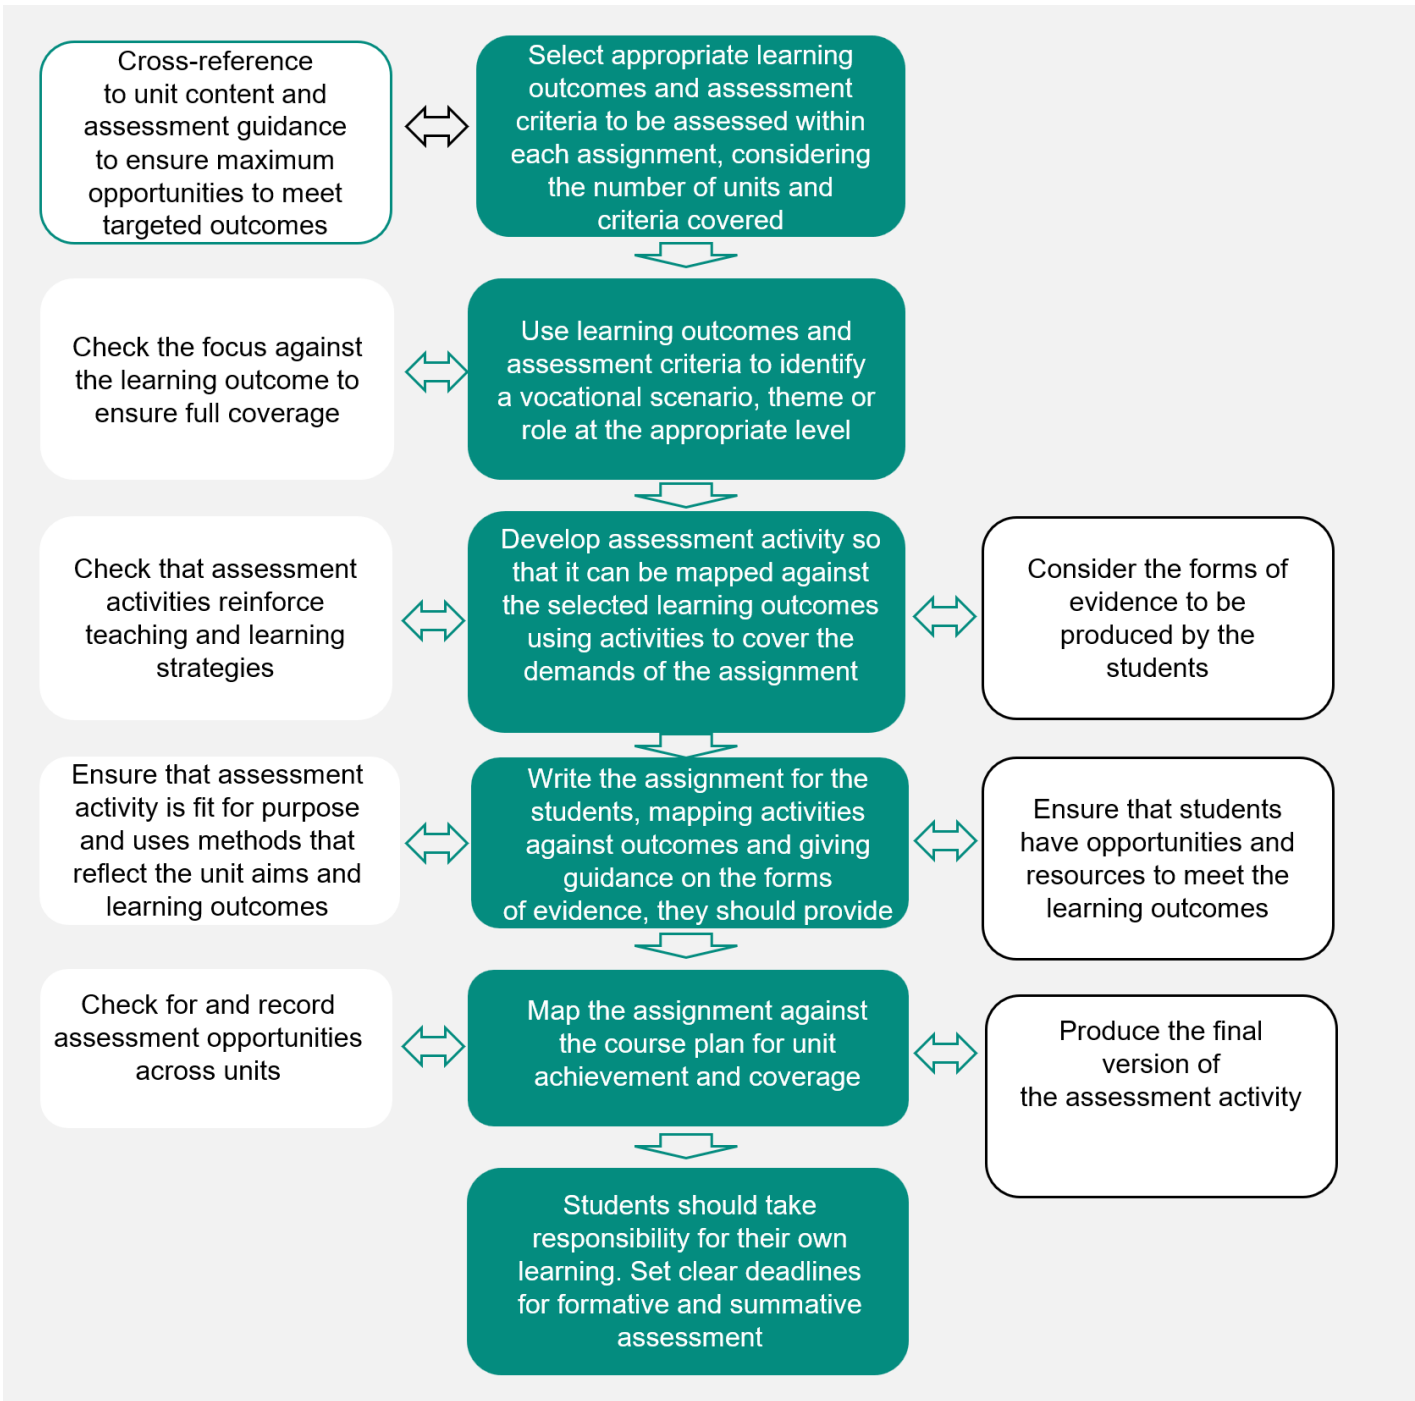 Cross-reference
to unit content and
assessment guidance
to ensure maximum
opportunities to meet
targeted outcomes
Select appropriate learning
outcomes and assessment
criteria to be assessed within
each assignment, considering
the number of units and
criteria covered
Check the focus against
the learning outcome to
ensure full coverage
Use learning outcomes and
assessment criteria to identify
a vocational scenario, theme or
role at the appropriate level
Check that assessment
activities reinforce
teaching and learning
strategies
Develop assessment activity so
that it can be mapped against
the selected learning outcomes
using activities to cover the
demands of the assignment
Consider the forms of
evidence to be
produced by the
students
Ensure that assessment
activity is fit for purpose
and uses methods that
reflect the unit aims and
learning outcomes
Write the assignment for the
students, mapping activities
against outcomes and giving
guidance on the forms
of evidence, they should provide
Ensure that students
have opportunities and
resources to meet the
learning outcomes
Check for and record
assessment opportunities
across units
Map the assignment against
the course plan for unit
achievement and coverage
Produce the final
version of
the assessment activity
Students should take
responsibility for their own
learning. Set clear deadlines
for formative and summative
assessment